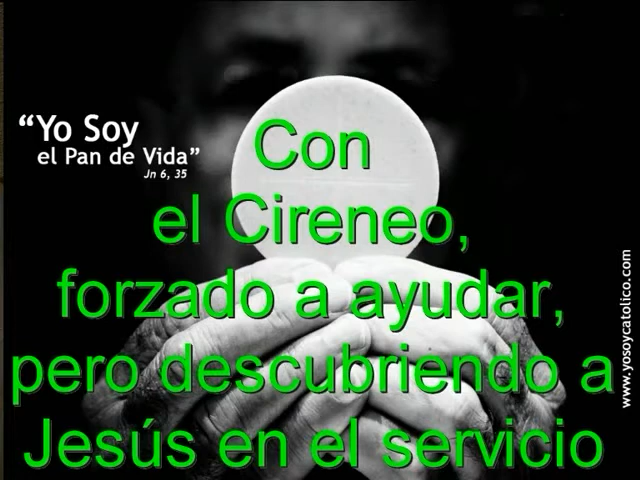 “Yo Soy
el Pan de Vida”
Jn 6, 35
Con
el Cireneo,
forzado a ayudar,
pero descubriendo a
Jesús en el servicio
www.yosoycatolico.com